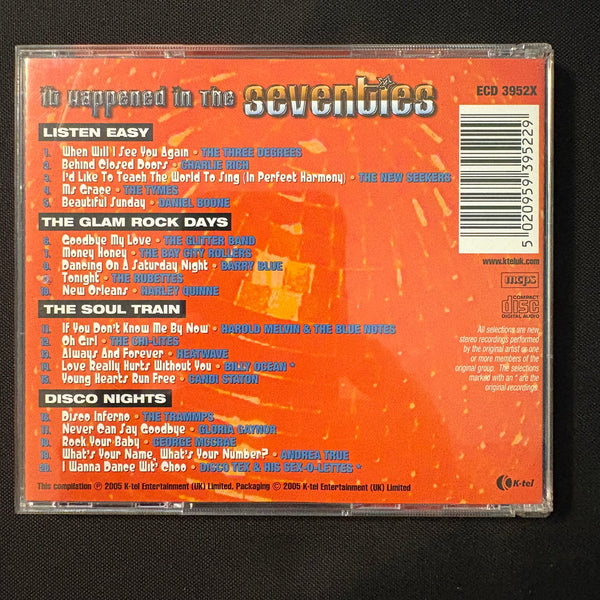 it happened in the seventies
ECD 3952X
LISTEN EASY
1. When Will I See You Again - THE THREE DEGREES
2. Behind Closed Doors - CHARLIE RICH
3. I'd Like To Teach The World To Sing (In Perfect Harmony) - THE NEW SEEKERS
4. Ms Grace - THE TYMES
5. Beautiful Sunday - DANIEL BOONE
THE GLAM ROCK DAYS
6. Goodbye My Love - THE GLITTER BAND
7. Money Honey - THE BAY CITY ROLLERS
8. Dancing On A Saturday Night - BARRY BLUE
9. Tonight - THE RUBETTES
10. New Orleans - HARLEY QUINNE
THE SOUL TRAIN
11. If You Don't Know Me By Now - HAROLD MELVIN & THE BLUE NOTES
12. Oh Girl - THE CHI-LITES
13. Always And Forever - HEATWAVE
14. Love Really Hurts Without You - BILLY OCEAN *
15. Young Hearts Run Free - CANDI STATON
DISCO NIGHTS
16. Disco Inferno - THE TRAMMPS
17. Never Can Say Goodbye - GLORIA GAYNOR
18. Rock Your Baby - GEORGE MCCRAE
19. What's Your Name, What's Your Number? - ANDREA TRUE
20. I Wanna Dance Wit' Choo - DISCO TEX & HIS SEX-O-LETTES *
5 020959 395229
www.kteluk.com
mcps
COMPACT
disc
DIGITAL AUDIO
All selections are new
stereo recordings performed
by the original artist or one
or more members of the
original group. The selections
marked with an * are the
original recording.
This compilation ℗ 2005 K-tel Entertainment (UK) Limited, Packaging © 2005 K-tel Entertainment (UK) Limited
K-tel